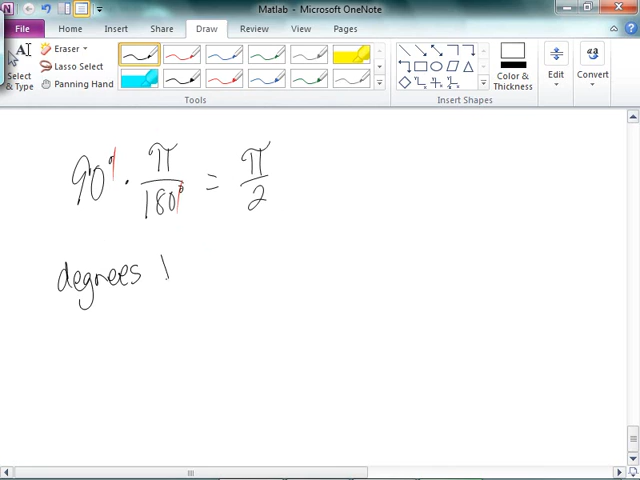 Matlab - Microsoft OneNote
File Home Insert Share Draw Review View Pages
Select & Type Eraser Lasso Select Panning Hand Color & Thickness Edit Convert
Tools Insert Shapes
90° · π/180° = π/2
degrees